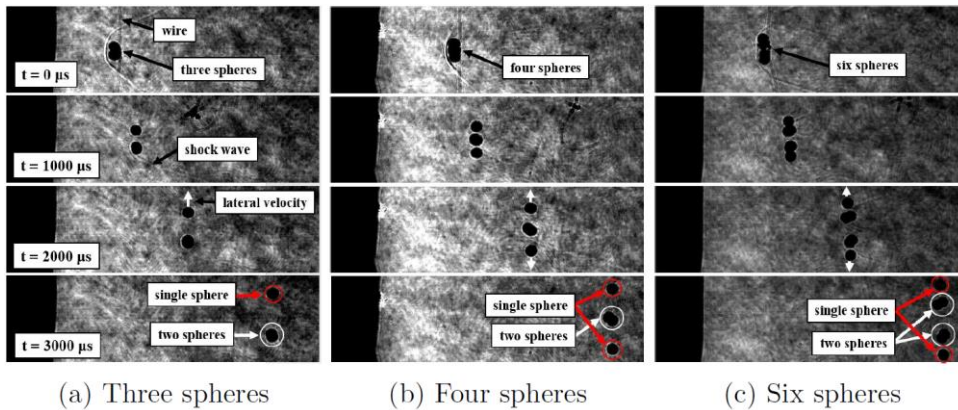 wire
three spheres
t = 0 μs
shock wave
t = 1000 μs
lateral velocity
t = 2000 μs
single sphere
two spheres
t = 3000 μs
(a) Three spheres
four spheres
single sphere
two spheres
(b) Four spheres
six spheres
single sphere
two spheres
(c) Six spheres